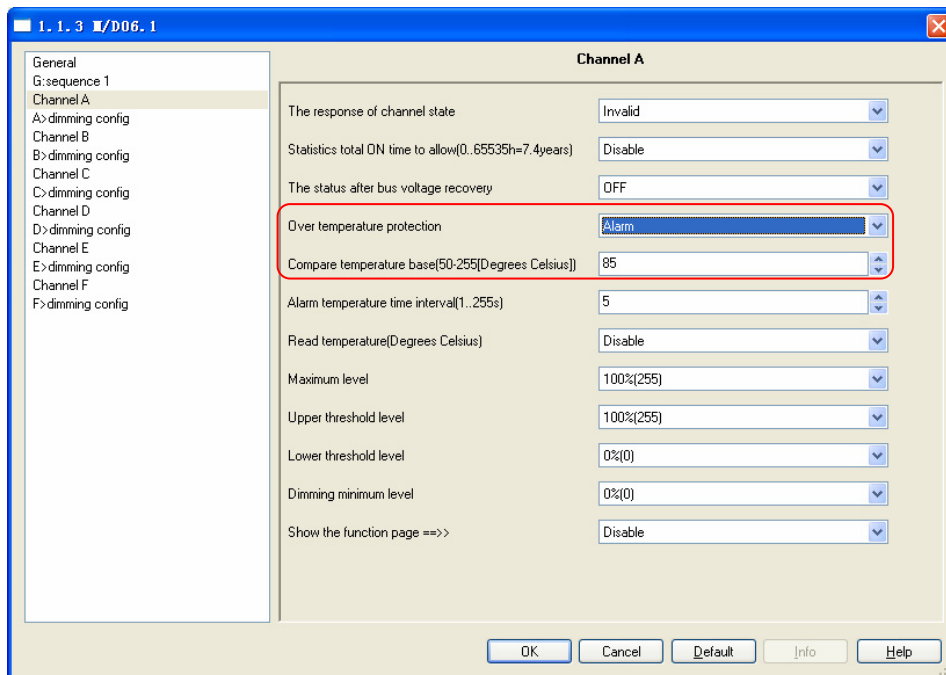 1.1.3 M/D06.1
General
G:sequence 1
Channel A
A>dimming config
Channel B
B>dimming config
Channel C
C>dimming config
Channel D
D>dimming config
Channel E
E>dimming config
Channel F
F>dimming config
Channel A
The response of channel state Invalid
Statistics total ON time to allow(0..65535h=7.4years) Disable
The status after bus voltage recovery OFF
Over temperature protection Alarm
Compare temperature base(50-255[Degrees Celsius]) 85
Alarm temperature time interval(1..255s) 5
Read temperature(Degrees Celsius) Disable
Maximum level 100%(255)
Upper threshold level 100%(255)
Lower threshold level 0%(0)
Dimming minimum level 0%(0)
Show the function page ==>> Disable
OK Cancel Default Info Help